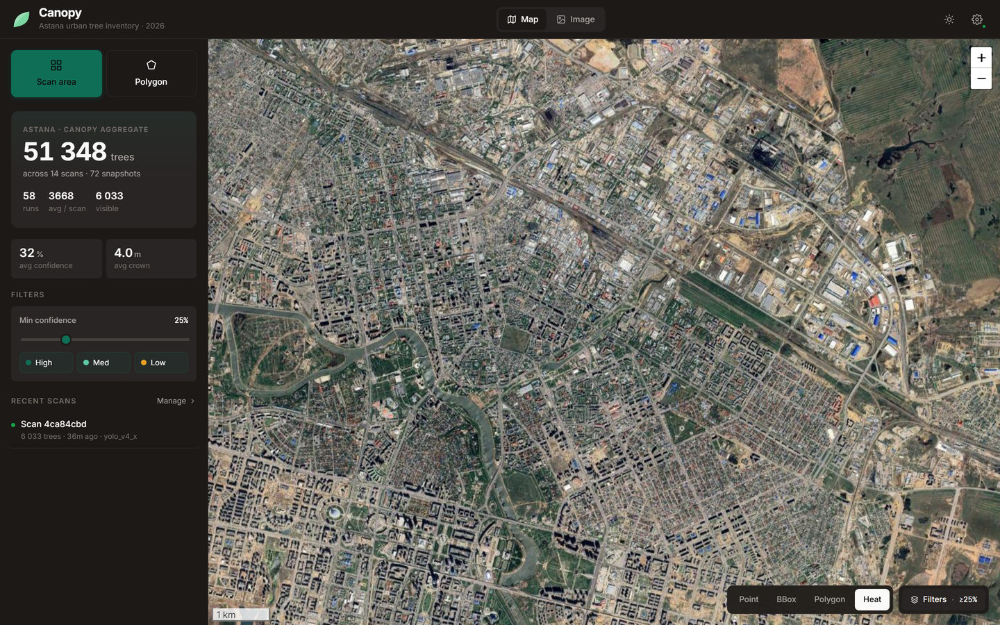 Canopy
Astana urban tree inventory · 2026
Map
Image
Scan area
Polygon
ASTANA · CANOPY AGGREGATE
51 348 trees
across 14 scans · 72 snapshots
58
runs
3668
avg / scan
6 033
visible
32 %
avg confidence
4.0 m
avg crown
FILTERS
Min confidence 25%
High
Med
Low
RECENT SCANS
Manage >
Scan 4ca84cbd
6 033 trees · 36m ago · yolo_v4_x
+
−
1 km
Point
BBox
Polygon
Heat
Filters · ≥25%